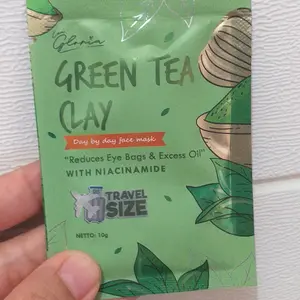 Gloria
GREEN TEA
CLAY
Day by day face mask
"Reduces Eye Bags & Excess Oil"
WITH NIACINAMIDE
TRAVEL
SIZE
NETTO: 10g